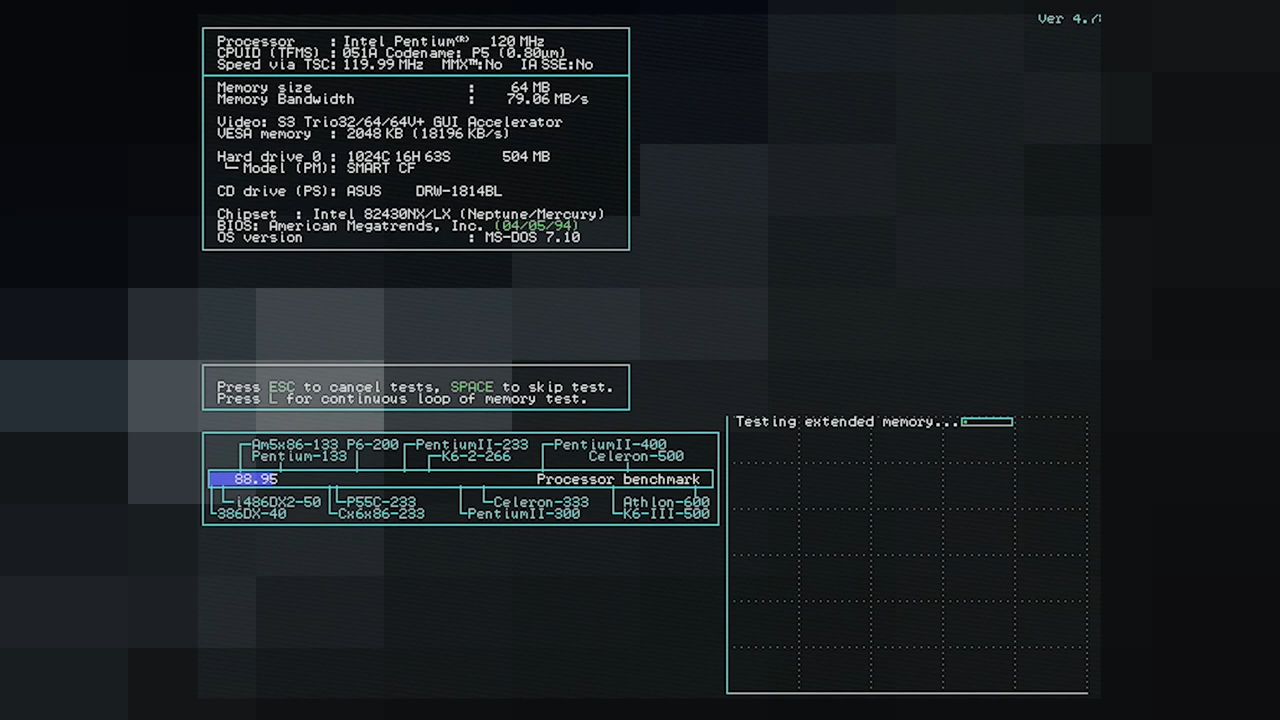 Ver 4.7
Processor    : Intel Pentium(R)  120 MHz
CPUID (TFMS) : 051A Codename: P5 (0.80µm)
Speed via TSC: 119.99 MHz  MMX™:No  IA SSE:No
Memory size                  :    64 MB
Memory Bandwidth             :   79.06 MB/s
Video: S3 Trio32/64/64V+ GUI Accelerator
VESA memory  : 2048 KB (18196 KB/s)
Hard drive 0 : 1024C 16H 63S      504 MB
└─Model (PM): SMART CF
CD drive (PS): ASUS    DRW-1814BL
Chipset  : Intel 82430NX/LX (Neptune/Mercury)
BIOS: American Megatrends, Inc. (04/05/94)
OS version                   : MS-DOS 7.10
Press ESC to cancel tests, SPACE to skip test.
Press L for continuous loop of memory test.
Testing extended memory...
Am5x86-133 P6-200 PentiumII-233 PentiumII-400
Pentium-133 K6-2-266 Celeron-500
88.95 Processor benchmark
i486DX2-50 P55C-233 Celeron-333 Athlon-600
386DX-40 Cx6x86-233 PentiumII-300 K6-III-500